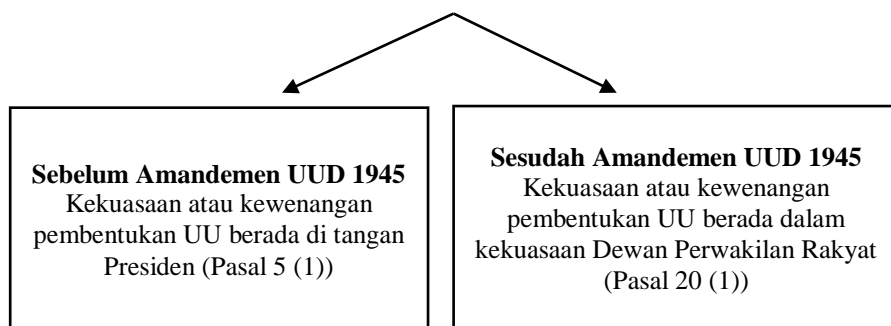 Sebelum Amandemen UUD 1945
Kekuasaan atau kewenangan
pembentukan UU berada di tangan
Presiden (Pasal 5 (1))
Sesudah Amandemen UUD 1945
Kekuasaan atau kewenangan
pembentukan UU berada dalam
kekuasaan Dewan Perwakilan Rakyat
(Pasal 20 (1))